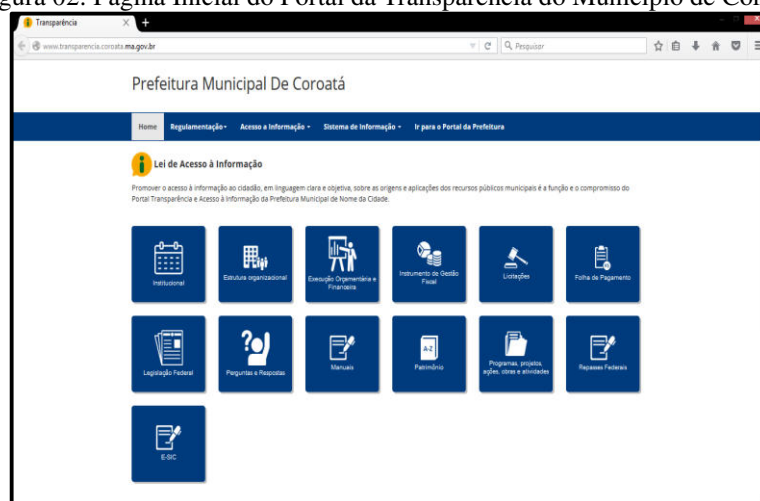 02: Página Inicial do Portal da Transparência do Município de
Transparência
www.transparencia.coroata.ma.gov.br
Pesquisar
Prefeitura Municipal De Coroatá
Home Regulamentação Acesso a Informação Sistema de Informação Ir para o Portal da Prefeitura
Lei de Acesso à Informação
Promover o acesso à informação ao cidadão, em linguagem clara e objetiva, sobre as origens e aplicações dos recursos públicos municipais é a função e o compromisso do
Portal Transparência e Acesso à Informação da Prefeitura Municipal de Nome da Cidade.
Institucional
Estrutura organizacional
Execução Orçamentária e
Financeira
Instrumento de Gestão
Fiscal
Licitações
Folha de Pagamento
Legislação Federal
Perguntas e Respostas
Manuais
A-Z
Patrimônio
Programas, projetos,
ações, obras e atividades
Repasses Federais
E-SIC